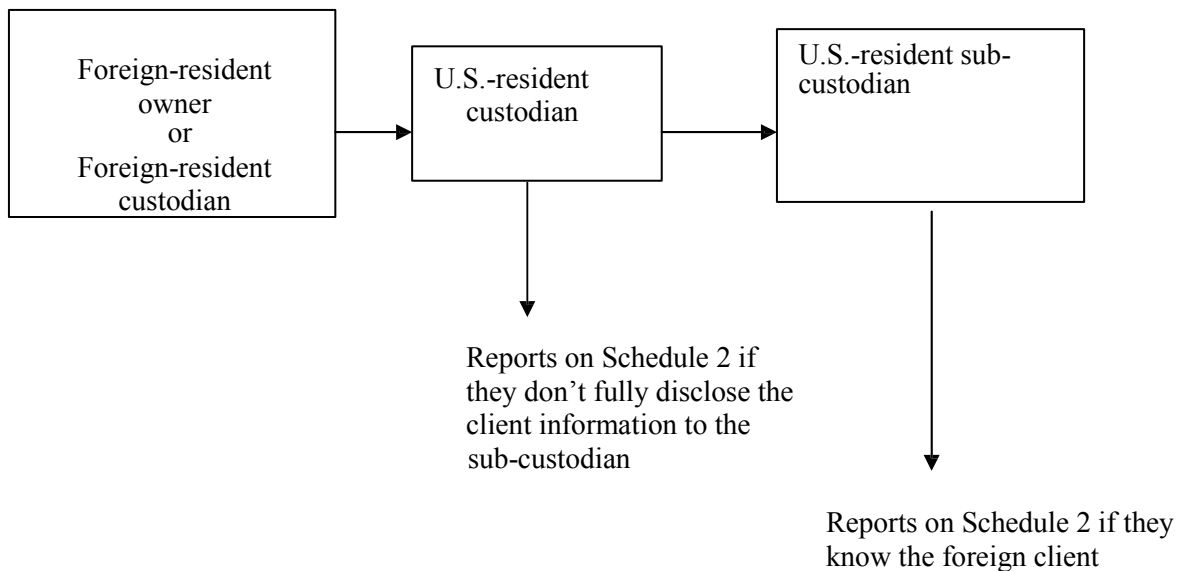 Foreign-resident
owner
or
Foreign-resident
custodian
U.S.-resident
custodian
U.S.-resident sub-
custodian
Reports on Schedule 2 if
they don’t fully disclose the
client information to the
sub-custodian
Reports on Schedule 2 if they
know the foreign client